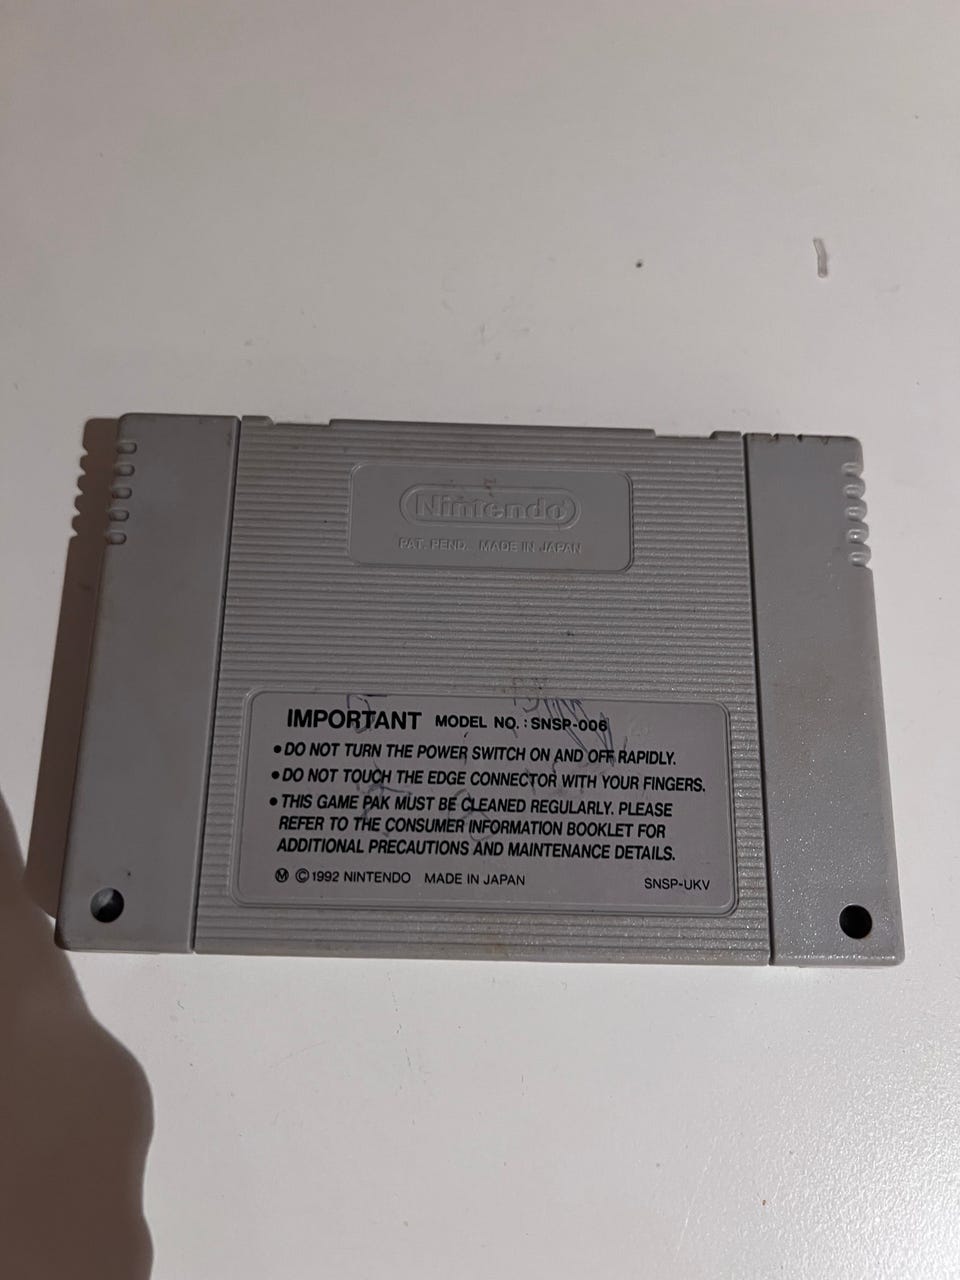 Nintendo
PAT. PEND. MADE IN JAPAN
IMPORTANT MODEL NO. : SNSP-006
• DO NOT TURN THE POWER SWITCH ON AND OFF RAPIDLY.
• DO NOT TOUCH THE EDGE CONNECTOR WITH YOUR FINGERS.
• THIS GAME PAK MUST BE CLEANED REGULARLY. PLEASE
REFER TO THE CONSUMER INFORMATION BOOKLET FOR
ADDITIONAL PRECAUTIONS AND MAINTENANCE DETAILS.
Ⓜ ©1992 NINTENDO MADE IN JAPAN SNSP-UKV